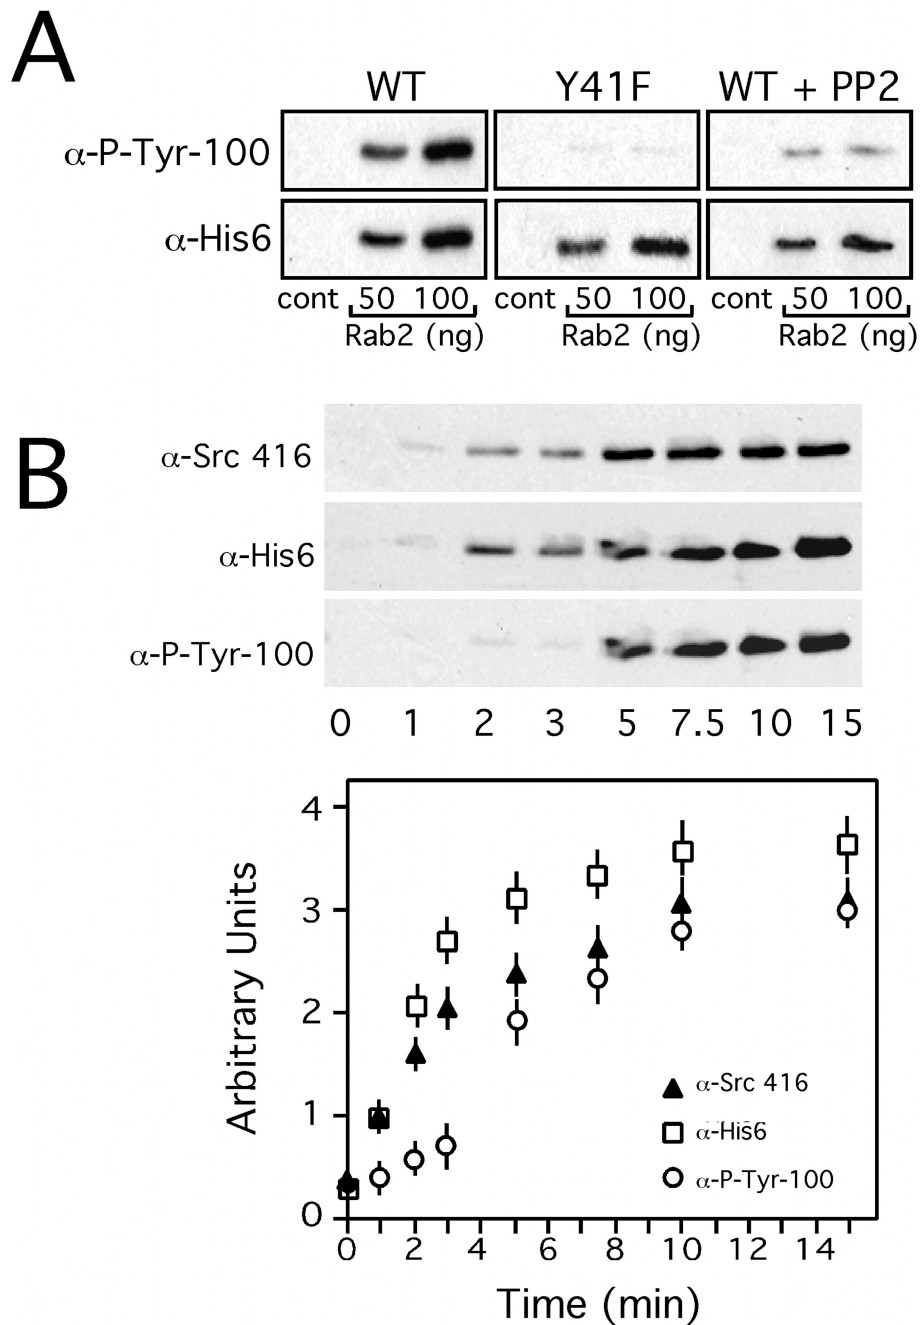 A
WT Y41F WT + PP2
α-P-Tyr-100
α-His6
cont 50 100 cont 50 100 cont 50 100
Rab2 (ng) Rab2 (ng) Rab2 (ng)
B
α-Src 416
α-His6
α-P-Tyr-100
0 1 2 3 5 7.5 10 15
4
3
2
1
0
Arbitrary Units
α-Src 416
α-His6
α-P-Tyr-100
0 2 4 6 8 10 12 14
Time (min)